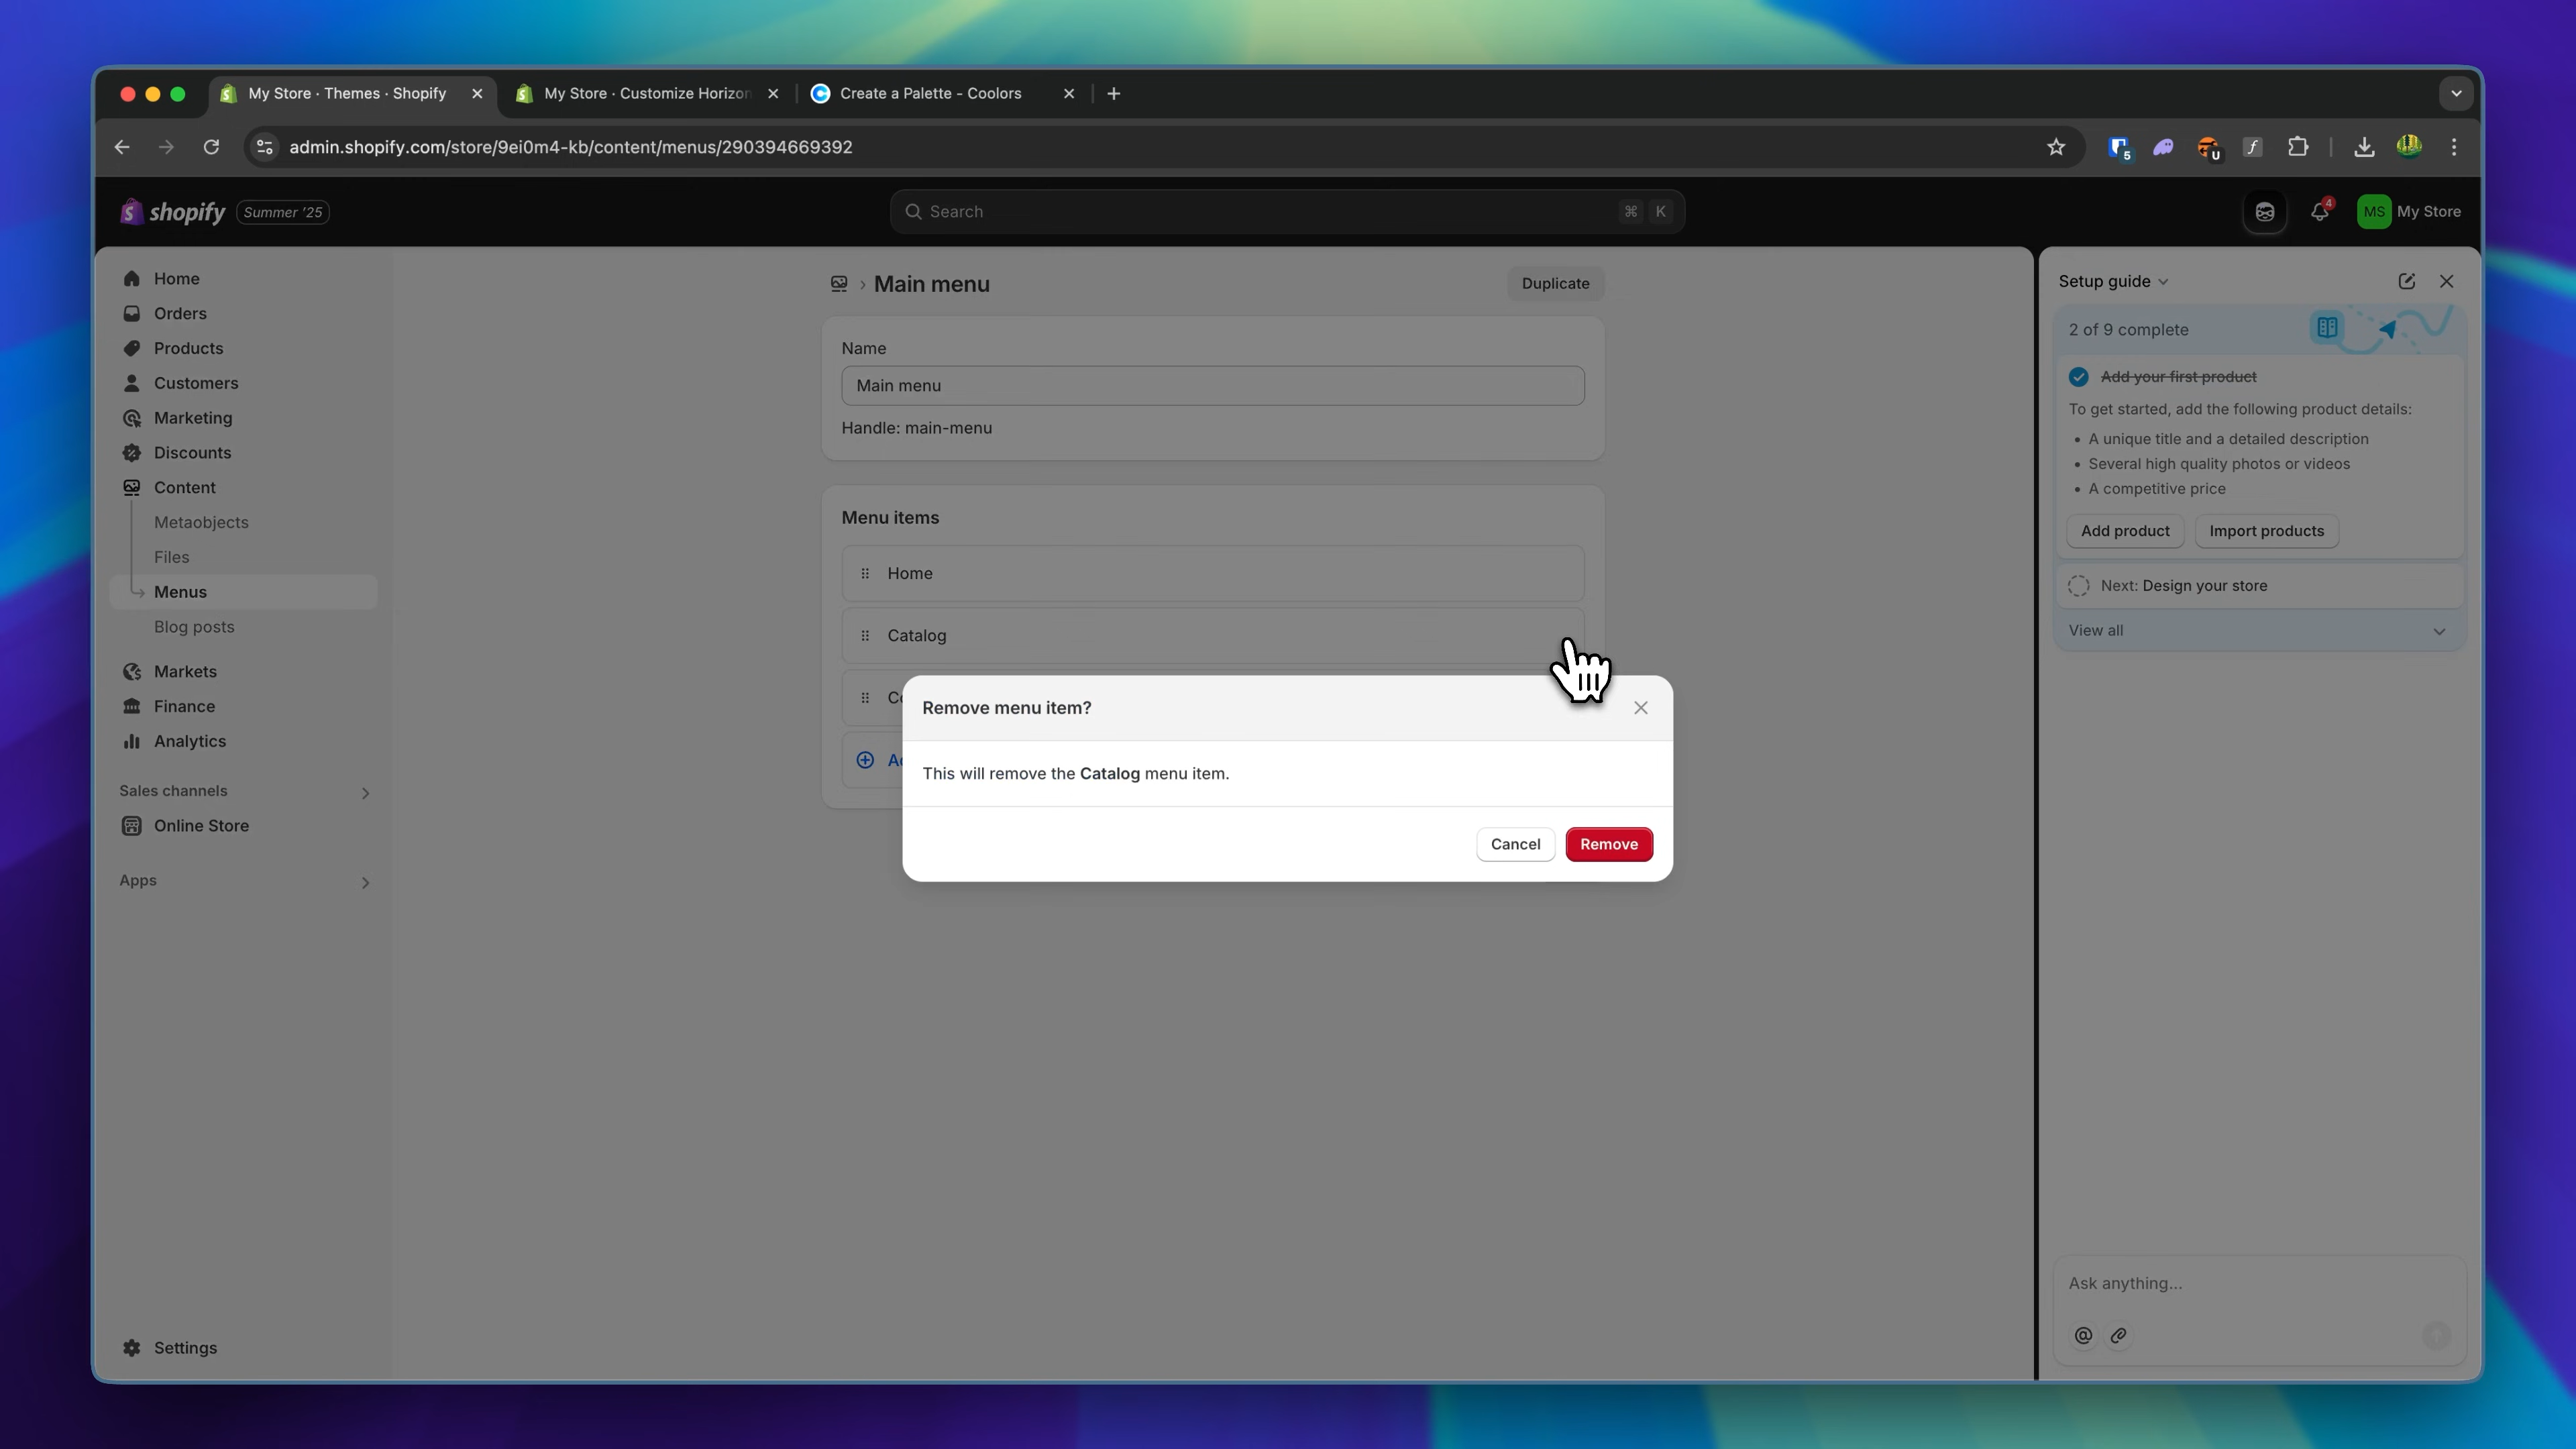 My Store · Themes · Shopify
My Store · Customize Horizon
Create a Palette - Coolors
admin.shopify.com/store/9ei0m4-kb/content/menus/290394669392
5
U
f
shopify
Summer '25
Search
⌘ K
4
MS
My Store
Home
Orders
Products
Customers
Marketing
Discounts
Content
Metaobjects
Files
Menus
Blog posts
Markets
Finance
Analytics
Sales channels
Online Store
Apps
Settings
Main menu
Duplicate
Name
Main menu
Handle: main-menu
Menu items
Home
Catalog
Remove menu item?
This will remove the Catalog menu item.
Cancel
Remove
Setup guide
2 of 9 complete
Add your first product
To get started, add the following product details:
• A unique title and a detailed description
• Several high quality photos or videos
• A competitive price
Add product
Import products
Next: Design your store
View all
Ask anything...